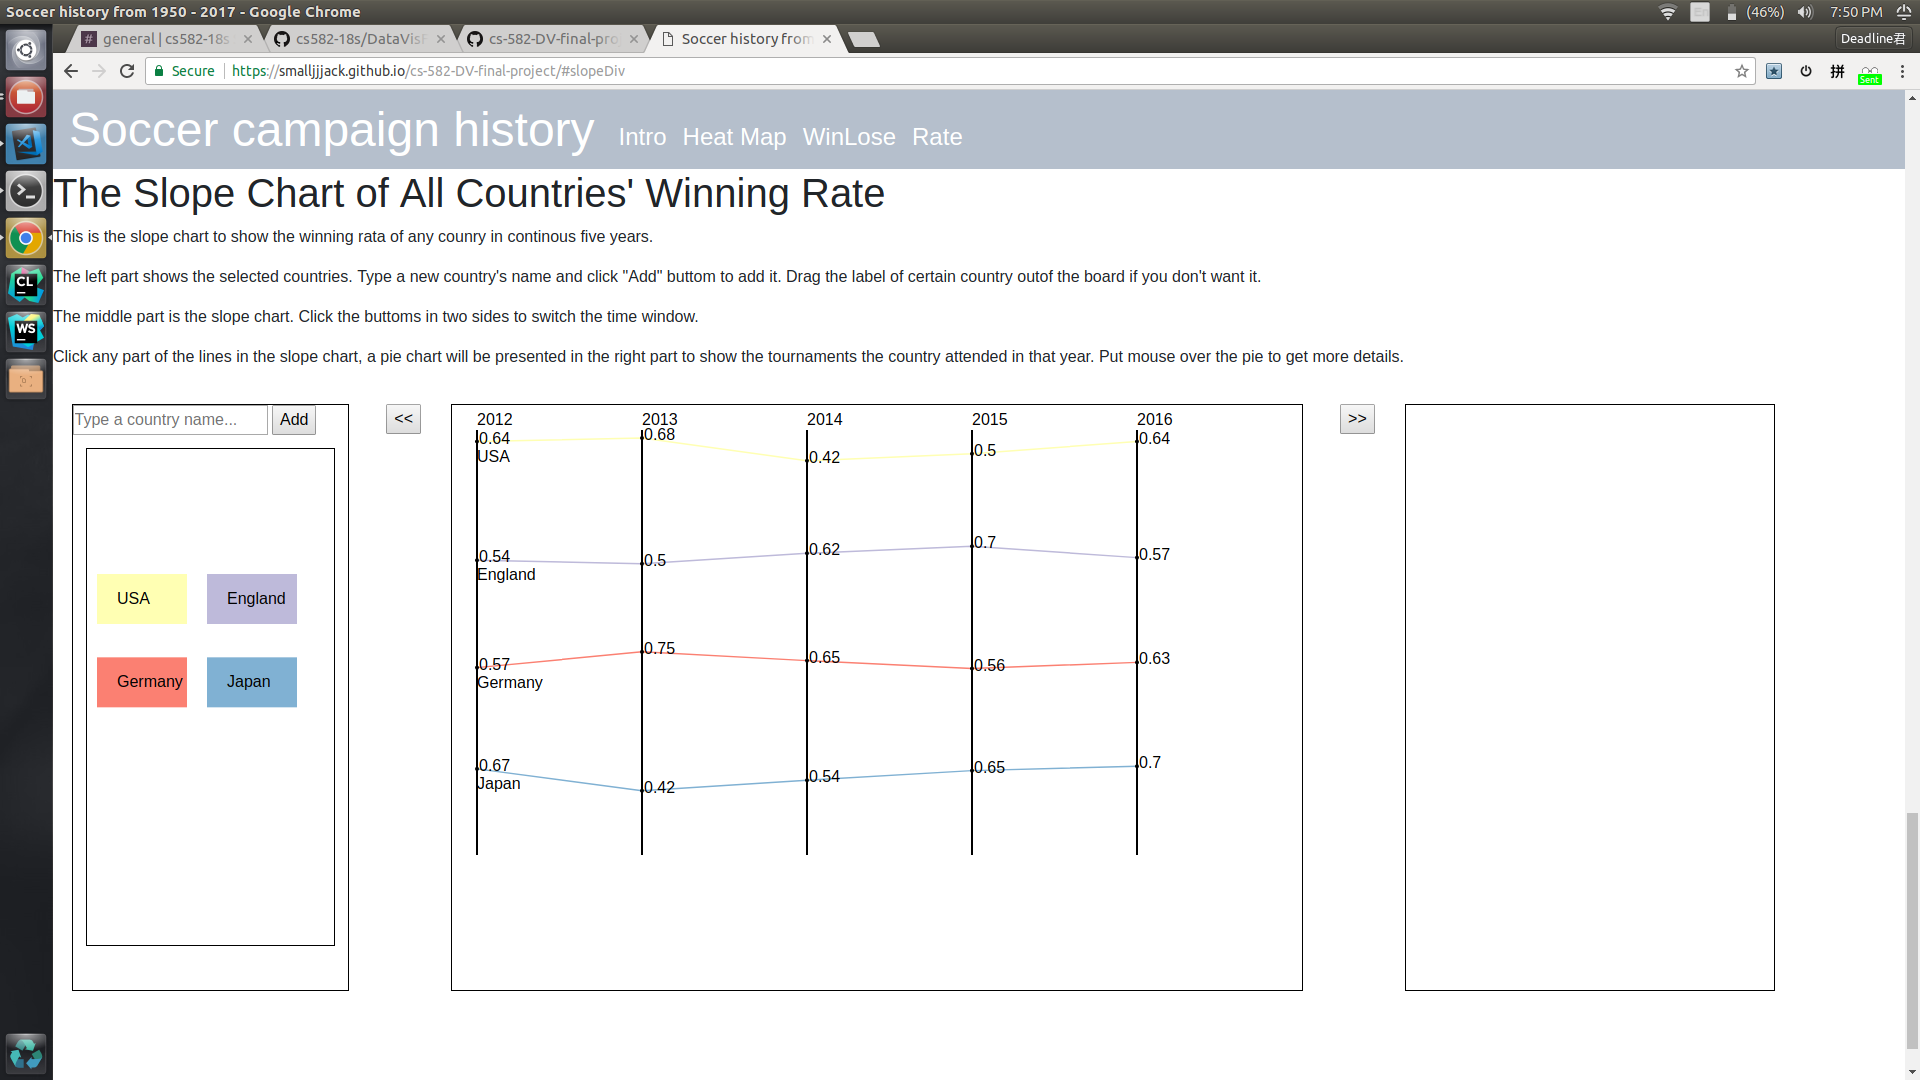 Soccer history from 1950 - 2017 - Google Chrome
En (46%) 7:50 PM
general | cs582-18s
cs582-18s/DataVis
cs-582-DV-final-pro
Soccer history from
Deadline君
Secure https://smalljjjack.github.io/cs-582-DV-final-project/#slopeDiv
拼
Sent
Soccer campaign history Intro Heat Map WinLose Rate
The Slope Chart of All Countries' Winning Rate
This is the slope chart to show the winning rata of any counry in continous five years.
The left part shows the selected countries. Type a new country's name and click "Add" buttom to add it. Drag the label of certain country outof the board if you don't want it.
The middle part is the slope chart. Click the buttoms in two sides to switch the time window.
Click any part of the lines in the slope chart, a pie chart will be presented in the right part to show the tournaments the country attended in that year. Put mouse over the pie to get more details.
Type a country name... Add << 2012 2013 2014 2015 2016 >>
0.64 0.68 0.42 0.5 0.64
USA
0.54 0.5 0.62 0.7 0.57
England
USA England
0.57 0.75 0.65 0.56 0.63
Germany
Germany Japan
0.67 0.42 0.54 0.65 0.7
Japan
CL
WS